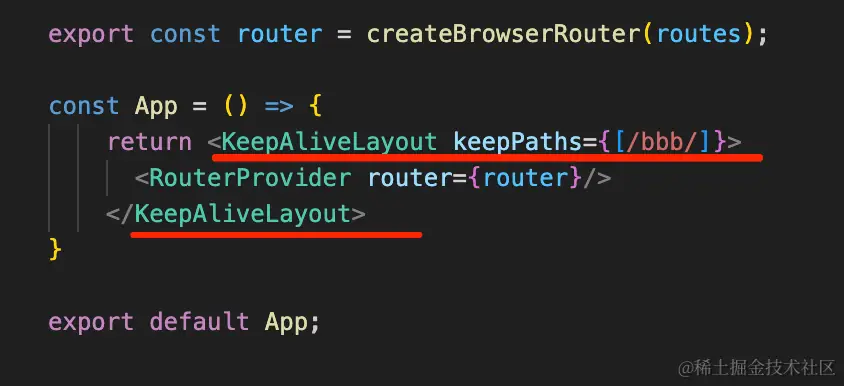 export const router = createBrowserRouter(routes);
const App = () => {
return <KeepAliveLayout keepPaths={[/bbb/]}>
<RouterProvider router={router}/>
</KeepAliveLayout>
}
export default App;
@稀土掘金技术社区